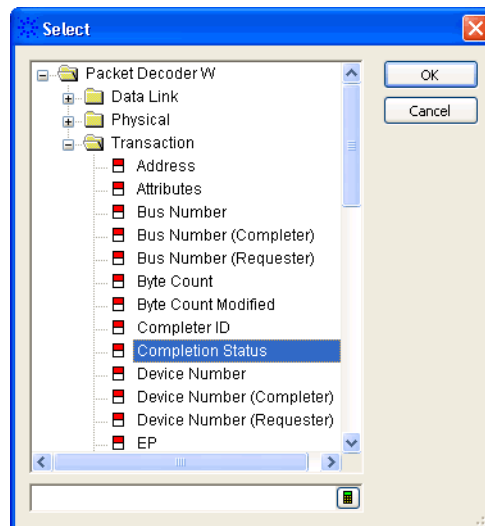 Select
Packet Decoder W
Data Link
Physical
Transaction
Address
Attributes
Bus Number
Bus Number (Completer)
Bus Number (Requester)
Byte Count
Byte Count Modified
Completer ID
Completion Status
Device Number
Device Number (Completer)
Device Number (Requester)
EP
OK
Cancel